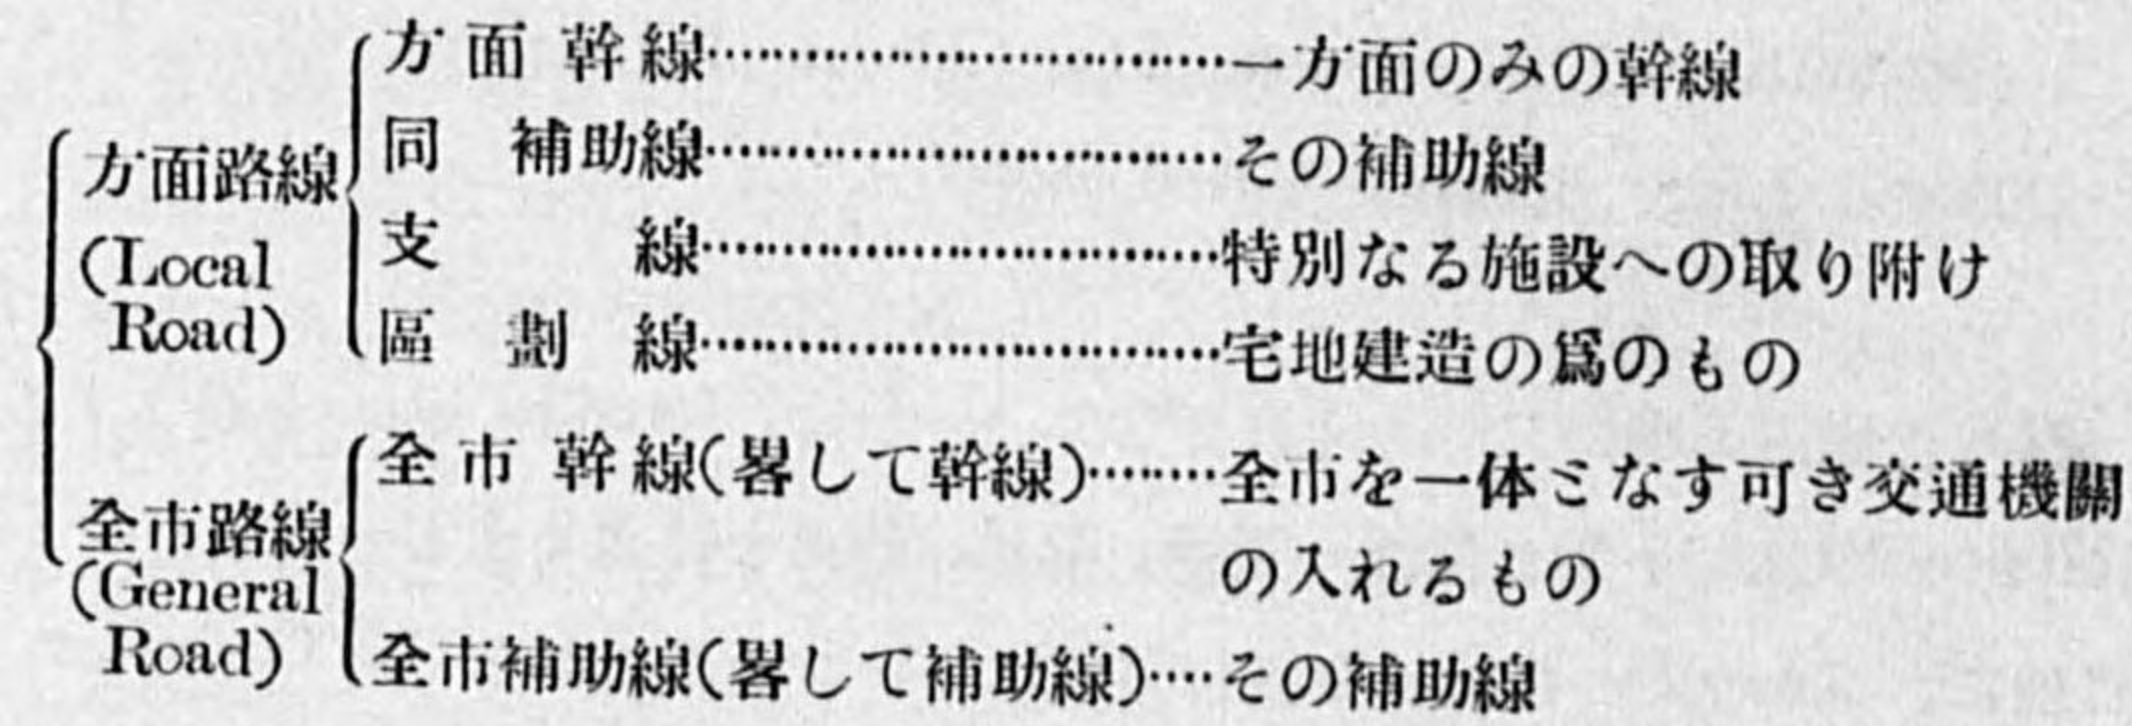 方面路線
(Local
Road)
方面幹線……………………………一方面のみの幹線
同補助線……………………………その補助線
支線……………………………特別なる施設への取り附け
區劃線……………………………宅地建造の爲のもの
全市路線
(General
Road)
全市幹線(畧して幹線)………全市を一体ミなす可き交通機關
の入れるもの
全市補助線(畧して補助線)……その補助線